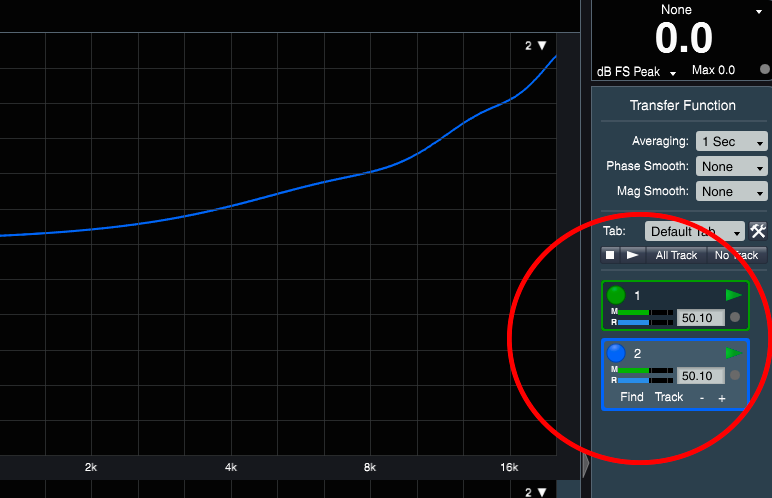 None
0.0
dB FS Peak Max 0.0
2
Transfer Function
Averaging: 1 Sec
Phase Smooth: None
Mag Smooth: None
Tab: Default Tab
All Track No Track
1
M
R
50.10
2
M
R
50.10
Find Track - +
2k 4k 8k 16k
2